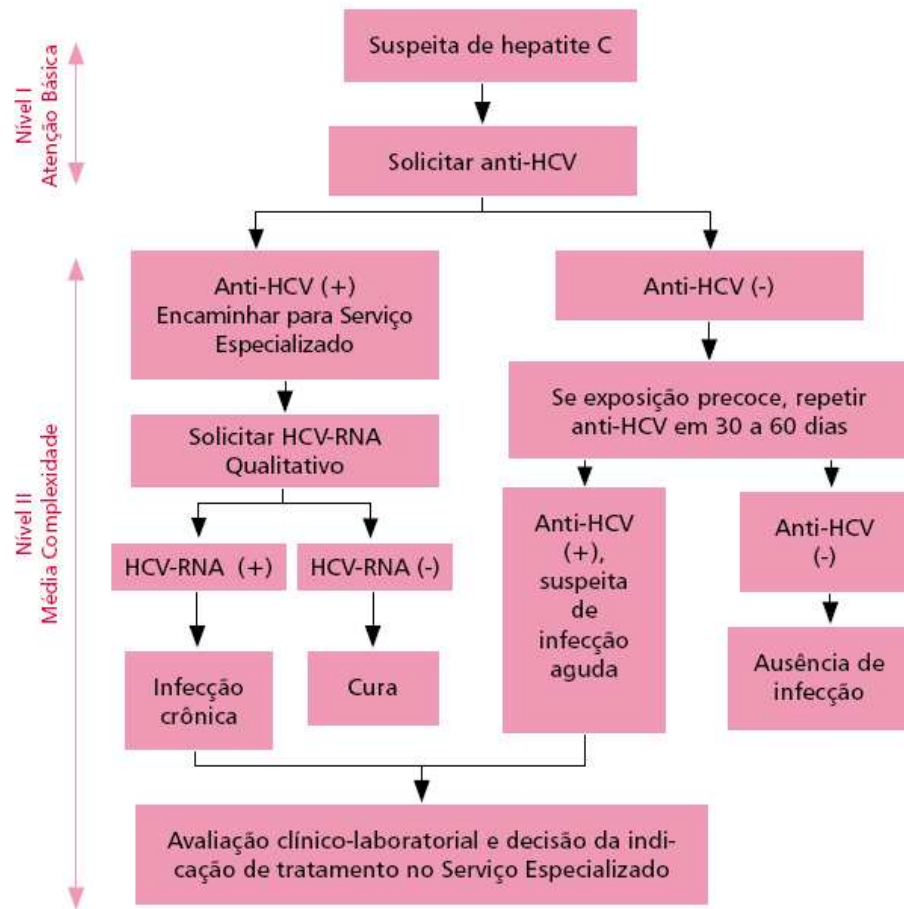 Nível I
Atenção Básica
Suspeita de hepatite C
Solicitar anti-HCV
Nível II
Média Complexidade
Anti-HCV (+)
Encaminhar para Serviço
Especializado
Anti-HCV (-)
Solicitar HCV-RNA
Qualitativo
Se exposição precoce, repetir
anti-HCV em 30 a 60 dias
HCV-RNA (+)
HCV-RNA (-)
Anti-HCV
(+),
suspeita
de
infecção
aguda
Anti-HCV
(-)
Infecção
crônica
Cura
Ausência de
infecção
Avaliação clínico-laboratorial e decisão da indi-
cação de tratamento no Serviço Especializado